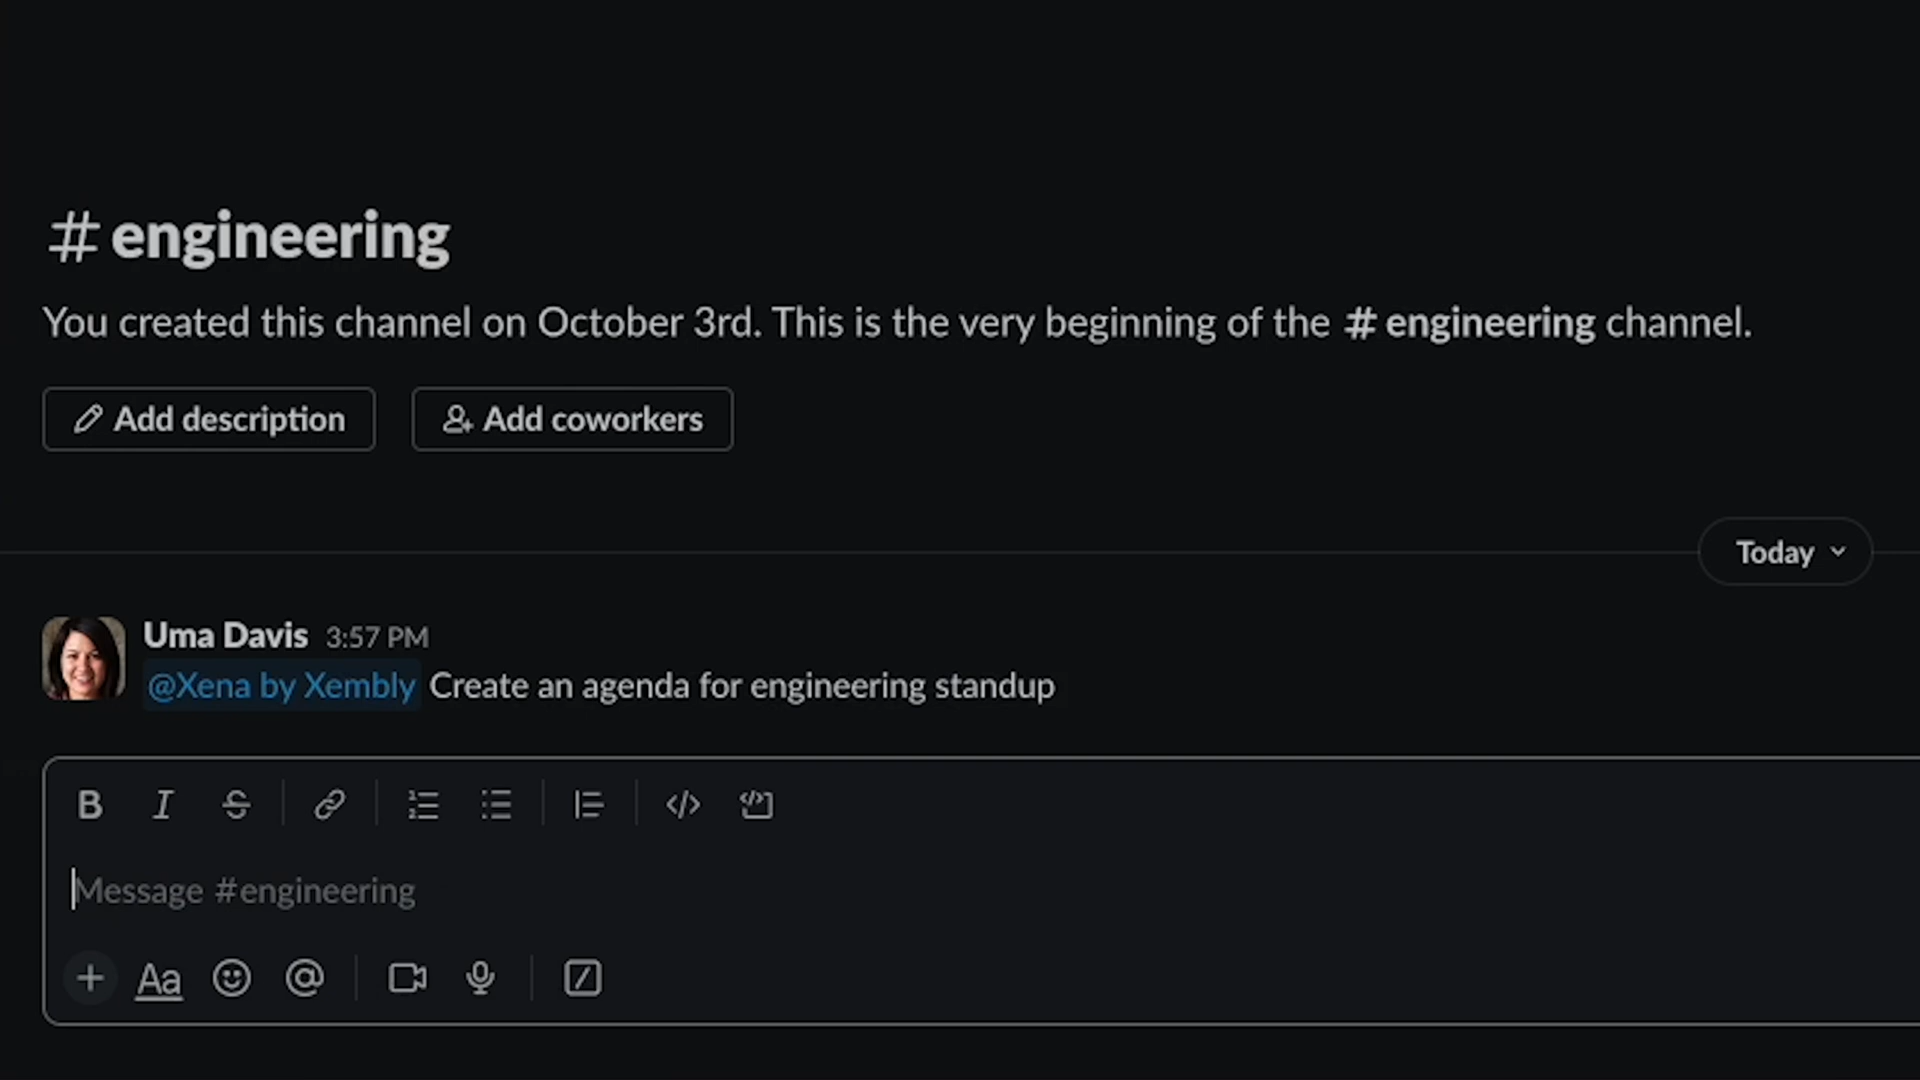 # engineering
You created this channel on October 3rd. This is the very beginning of the # engineering channel.
Add description
Add coworkers
Today
Uma Davis 3:57 PM
@Xena by Xembly Create an agenda for engineering standup
B I S
Message #engineering
+ Aa @